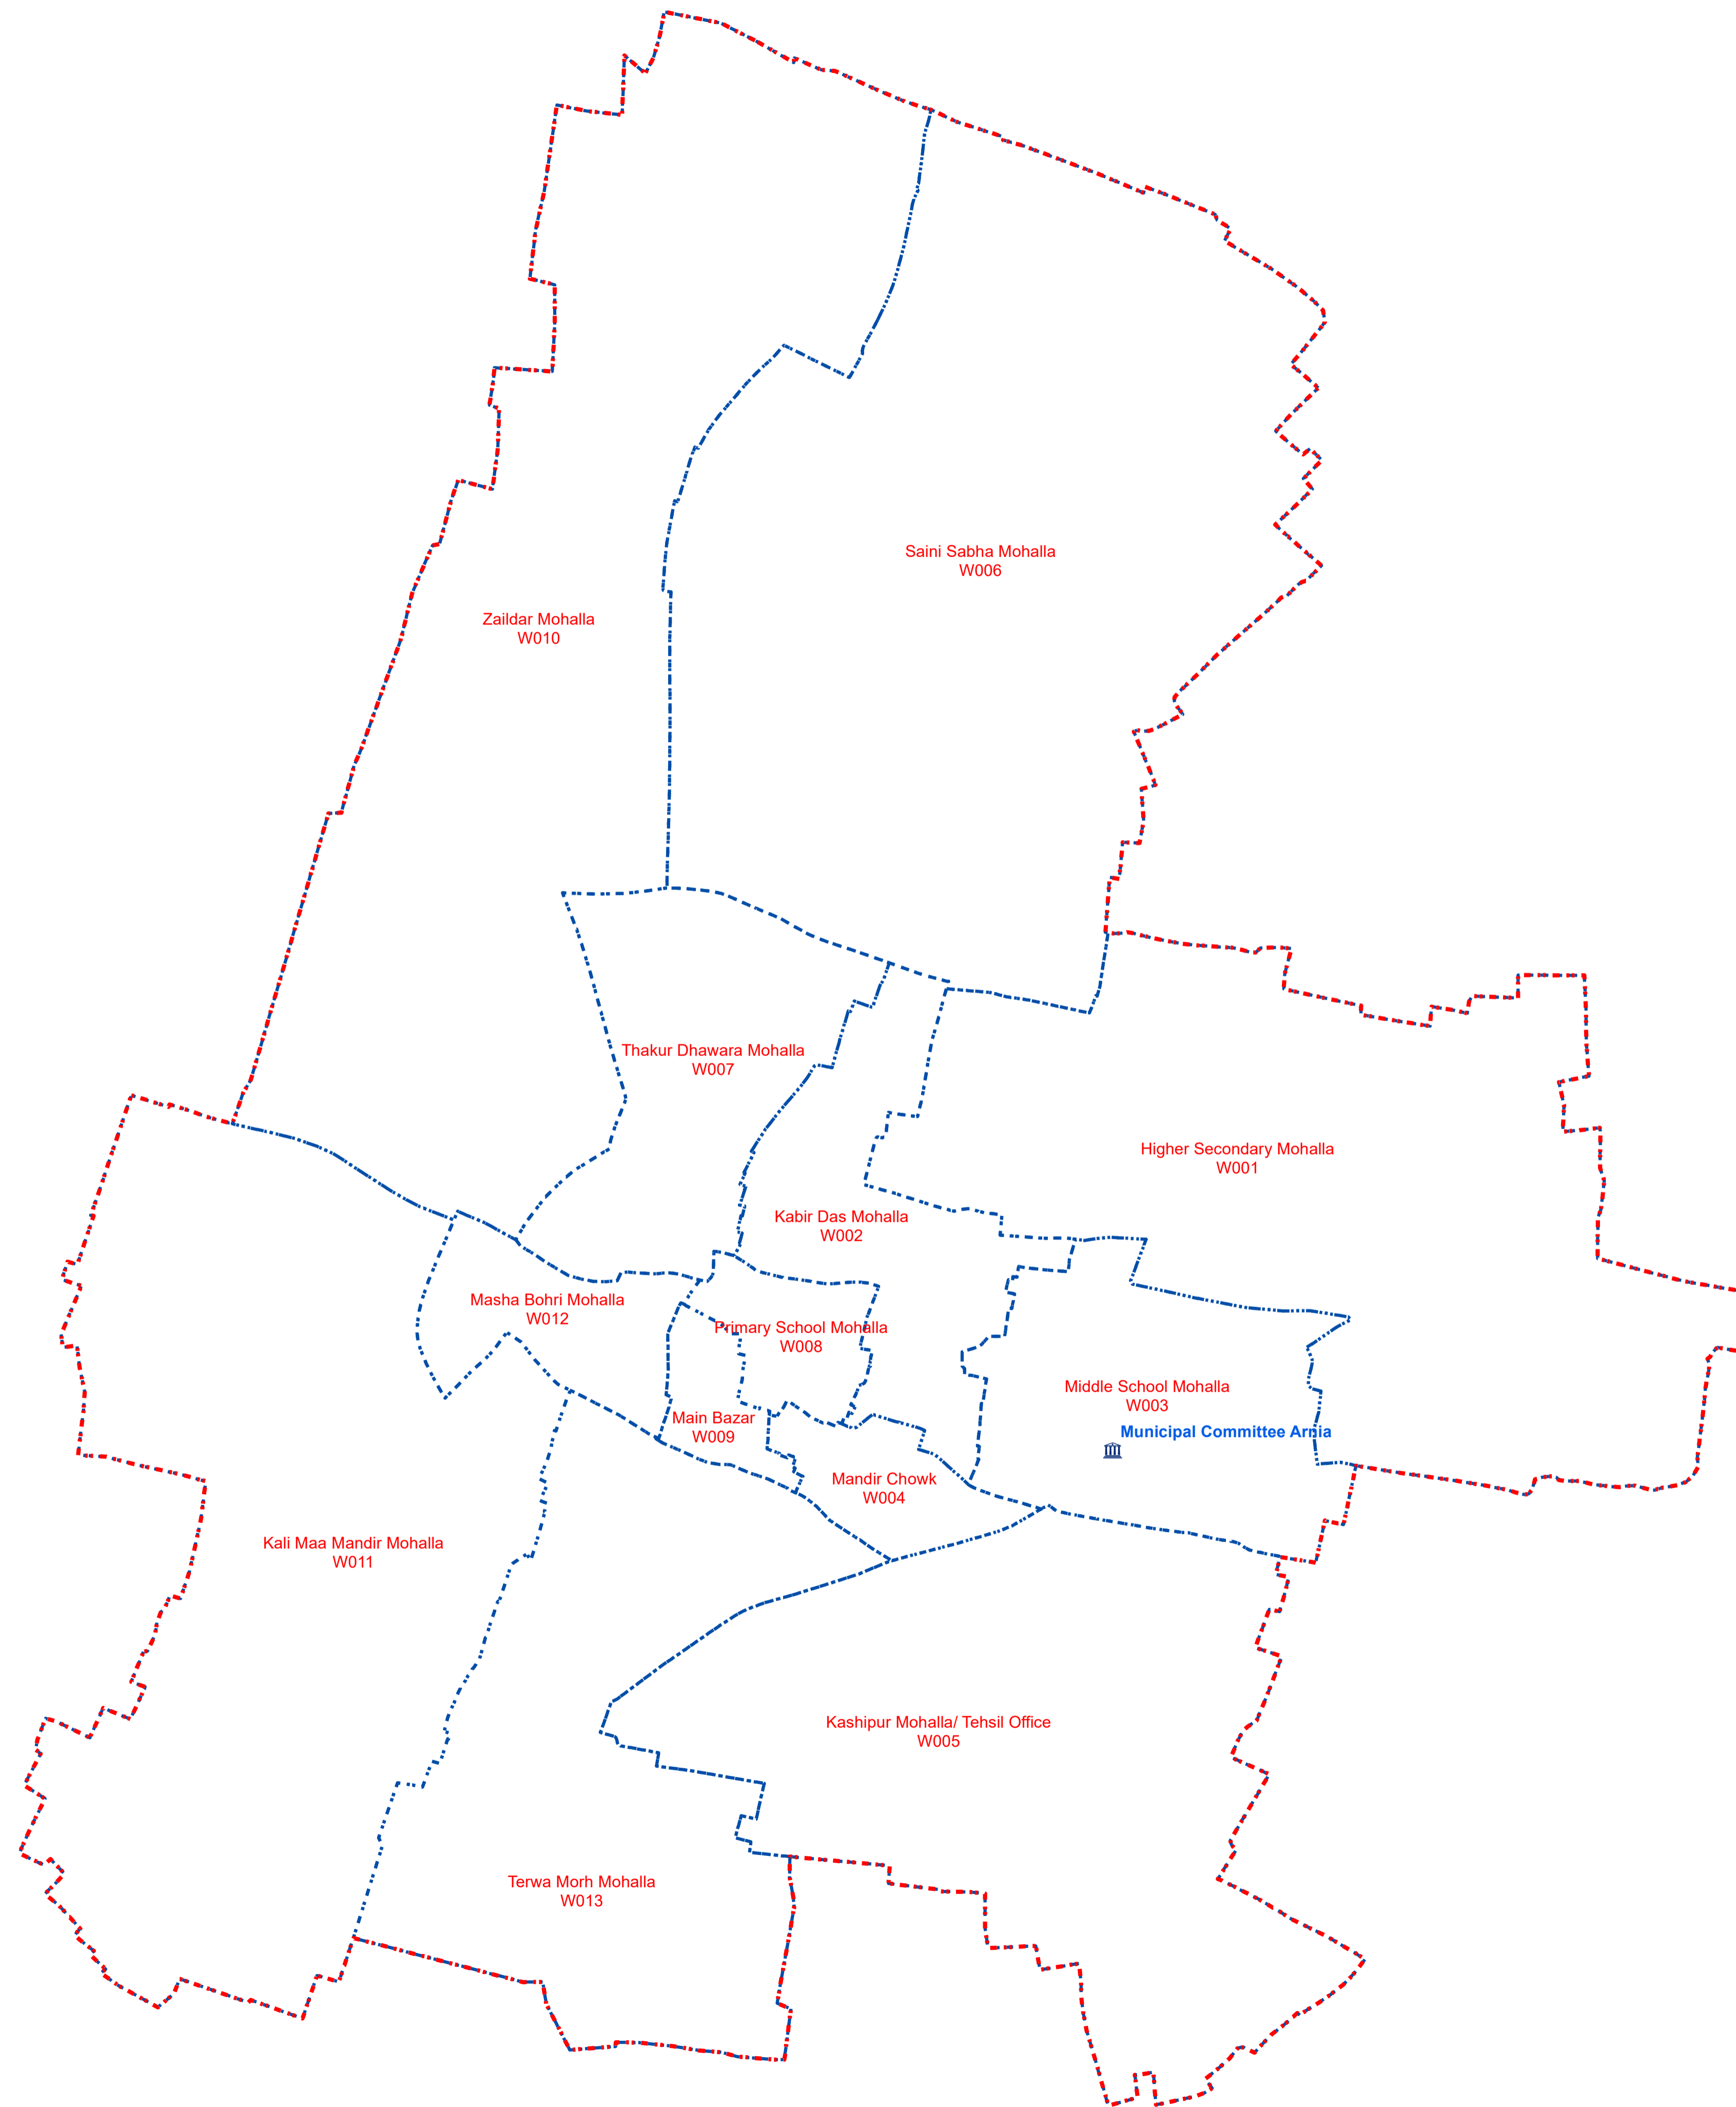 Saini Sabha Mohalla
W006
Zaildar Mohalla
W010
Thakur Dhawara Mohalla
W007
Higher Secondary Mohalla
W001
Kabir Das Mohalla
W002
Masha Bohri Mohalla
W012
Primary School Mohalla
W008
Middle School Mohalla
W003
Main Bazar
W009
Municipal Committee Arnia
Mandir Chowk
W004
Kali Maa Mandir Mohalla
W011
Kashipur Mohalla/ Tehsil Office
W005
Terwa Morh Mohalla
W013